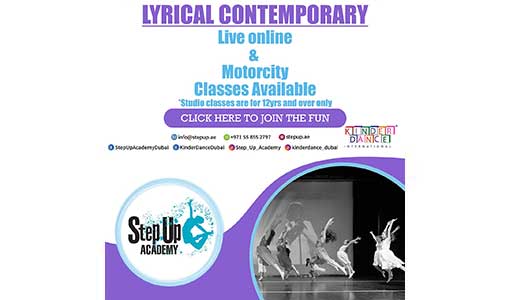 LYRICAL CONTEMPORARY
Live online
&
Motorcity
Classes Available
*Studio classes are for 12yrs and over only
CLICK HERE TO JOIN THE FUN
info@stepup.ae +971 55 855 2797 stepup.ae
StepUpAcademyDubai KinderDanceDubai Step_Up_Academy kinderdance_dubai
KINDER
DANCE
INTERNATIONAL
Step Up
ACADEMY